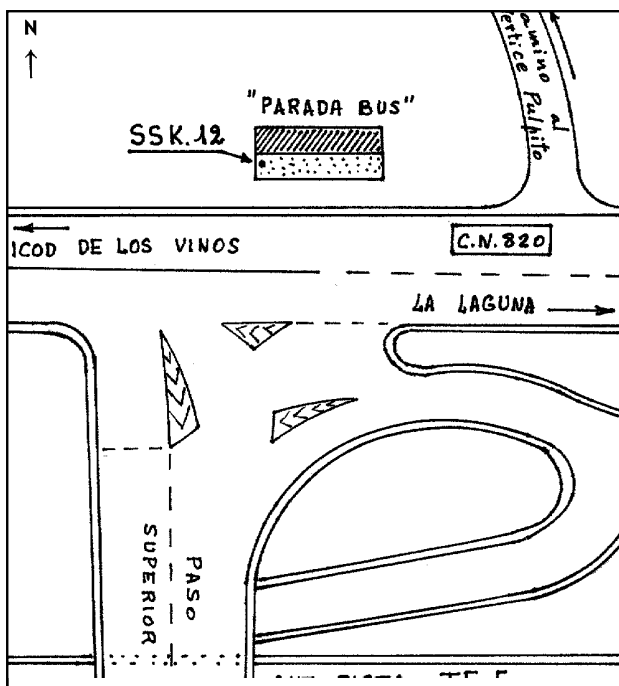 N
amino al
ertice Pulpito
"PARADA BUS"
SSK.12
ICOD DE LOS VINOS
C.N.820
LA LAGUNA
PASO
SUPERIOR